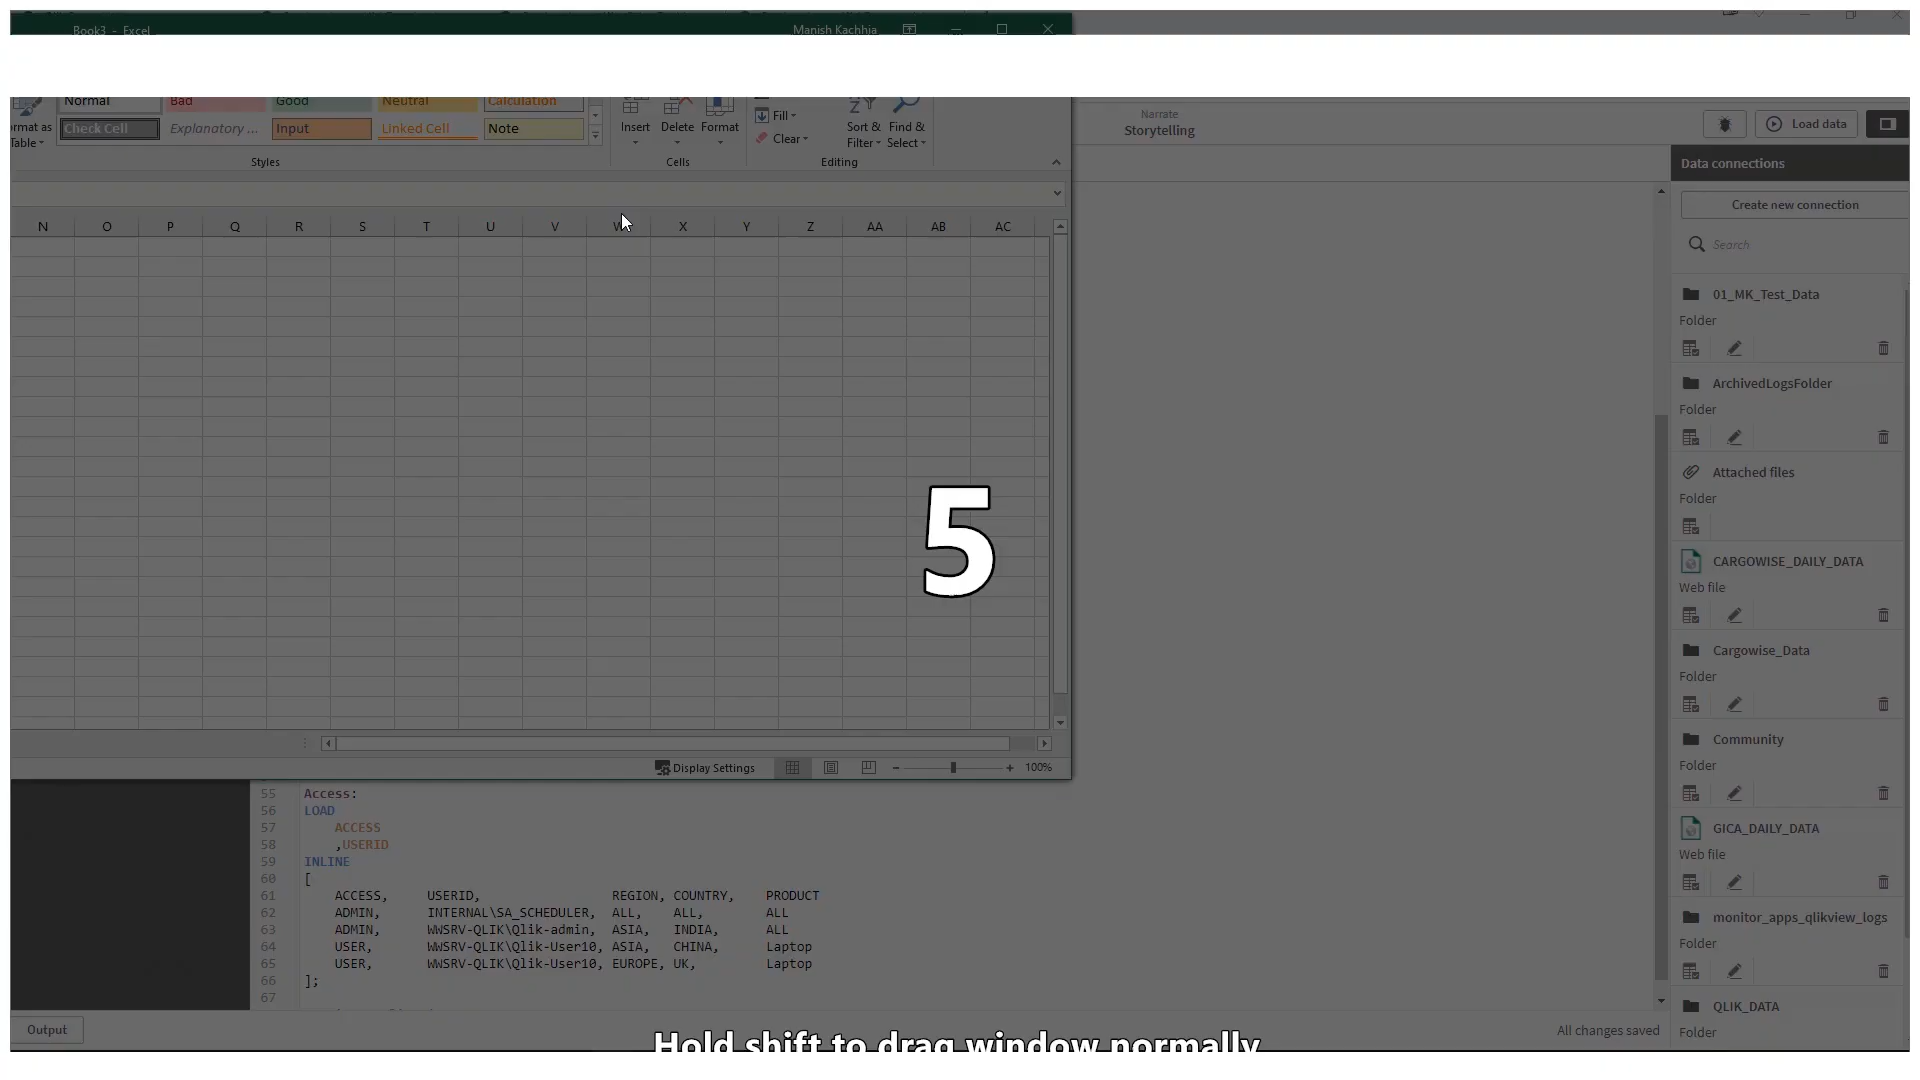 Book3 - Excel
Manish Kachhia
Normal
Bad
Good
Neutral
Calculation
Check Cell
Explanatory ...
Input
Linked Cell
Note
Table
Styles
Insert
Delete
Format
Cells
Fill
Clear
Sort &
Filter
Find &
Select
Editing
Narrate
Storytelling
Load data
Data connections
Create new connection
Search
N O P Q R S T U V W X Y Z AA AB AC
01_MK_Test_Data
Folder
ArchivedLogsFolder
Folder
Attached files
Folder
CARGOWISE_DAILY_DATA
Web file
Cargowise_Data
Folder
Community
Folder
GICA_DAILY_DATA
Web file
monitor_apps_qlikview_logs
Folder
QLIK_DATA
Folder
5
Display Settings
100%
55 Access:
56 LOAD
57 ACCESS
58 ,USERID
59 INLINE
60 [
61 ACCESS, USERID, REGION, COUNTRY, PRODUCT
62 ADMIN, INTERNAL\SA_SCHEDULER, ALL, ALL, ALL
63 ADMIN, WWSRV-QLIK\Qlik-admin, ASIA, INDIA, ALL
64 USER, WWSRV-QLIK\Qlik-User10, ASIA, CHINA, Laptop
65 USER, WWSRV-QLIK\Qlik-User10, EUROPE, UK, Laptop
66 ];
67
Output
All changes saved
Hold shift to drag window normally